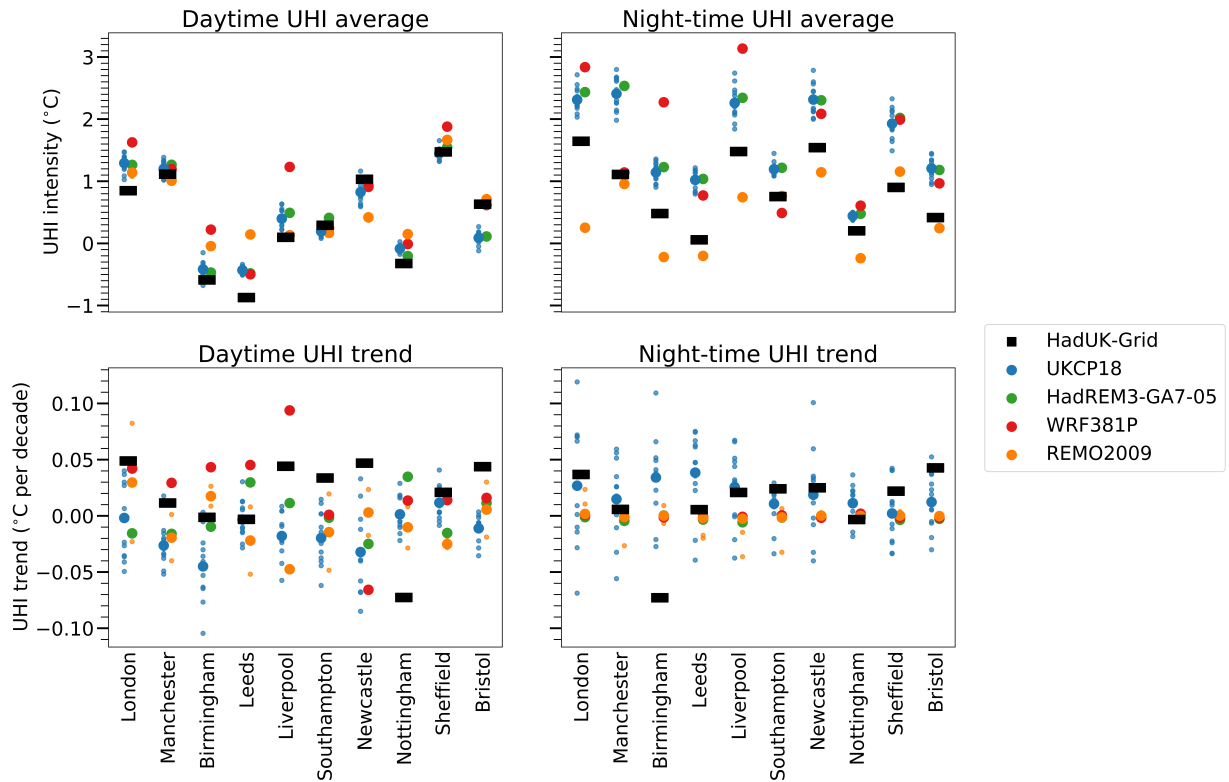 Daytime UHI average
Night-time UHI average
UHI intensity (°C)
3
2
1
0
−1
Daytime UHI trend
Night-time UHI trend
UHI trend (°C per decade)
0.10
0.05
0.00
−0.05
−0.10
HadUK-Grid
UKCP18
HadREM3-GA7-05
WRF381P
REMO2009
London
Manchester
Birmingham
Leeds
Liverpool
Southampton
Newcastle
Nottingham
Sheffield
Bristol
London
Manchester
Birmingham
Leeds
Liverpool
Southampton
Newcastle
Nottingham
Sheffield
Bristol